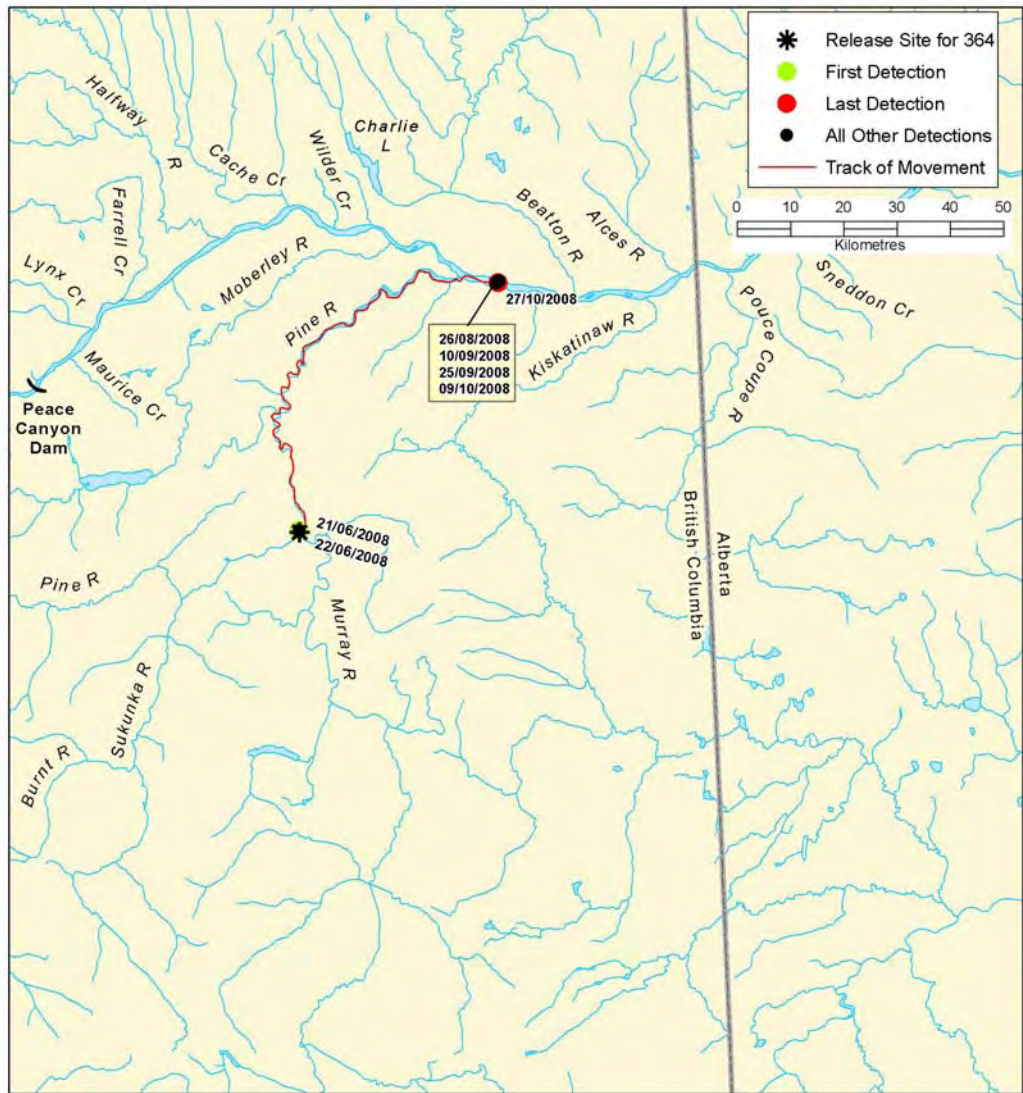 Release Site for 364
First Detection
Last Detection
All Other Detections
Track of Movement
0 10 20 30 40 50
Kilometres
Halfway
R
Cache Cr
Wilder Cr
Charlie
L
Farrell Cr
Lynx Cr
Moberley R
Beatton R
Alces R
Sneddon Cr
Pine R
27/10/2008
26/08/2008
10/09/2008
25/09/2008
09/10/2008
Kiskatinaw R
Pouce Coupe R
Maurice Cr
Peace
Canyon
Dam
British Columbia
Alberta
21/06/2008
22/06/2008
Pine R
Murray R
Sukunka R
Burnt R